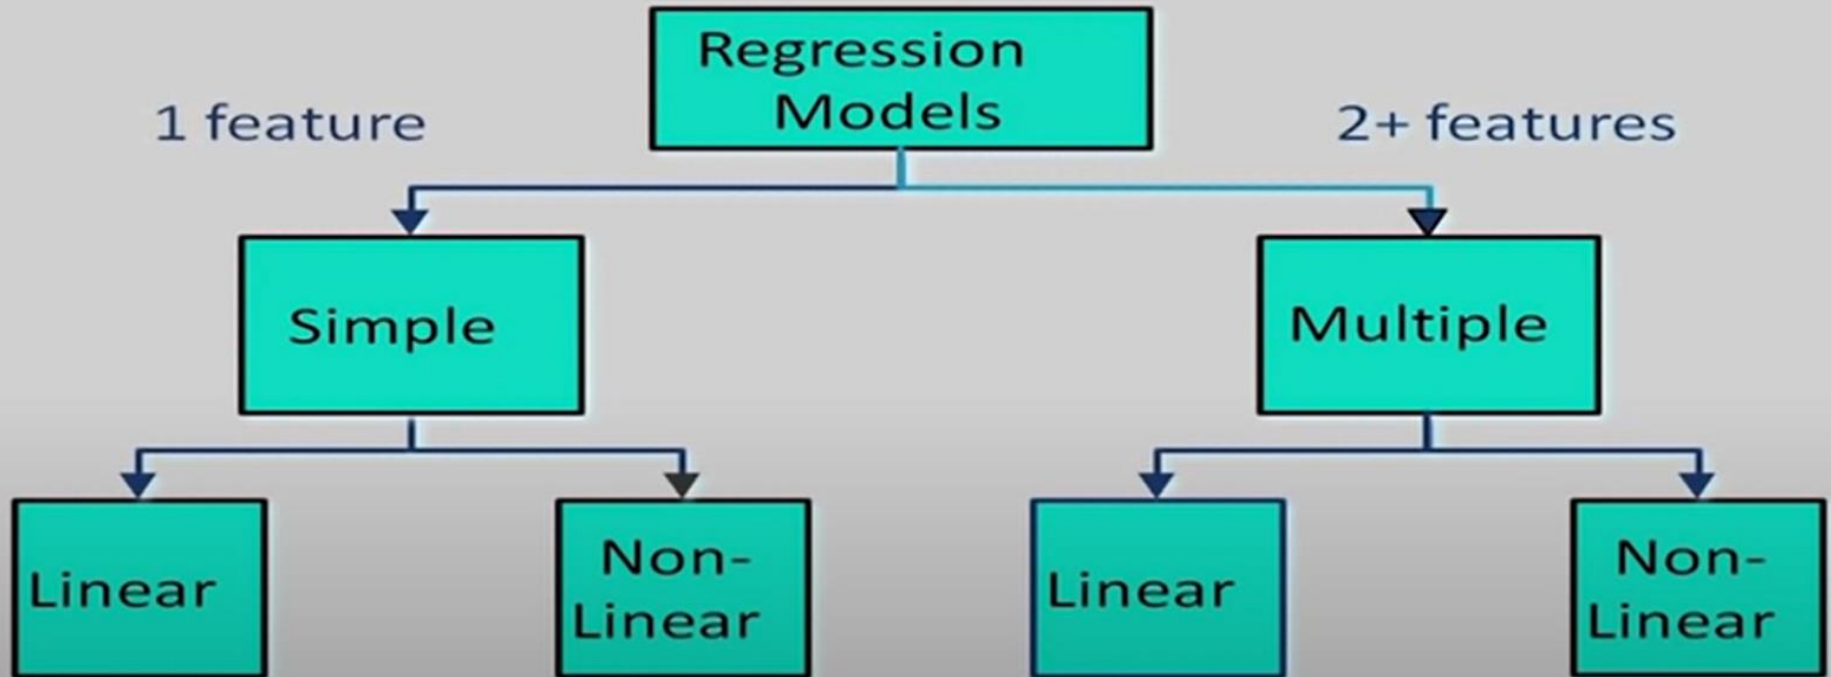 Regression
Models
1 feature
2+ features
Simple
Multiple
Linear
Non-
Linear
Linear
Non-
Linear